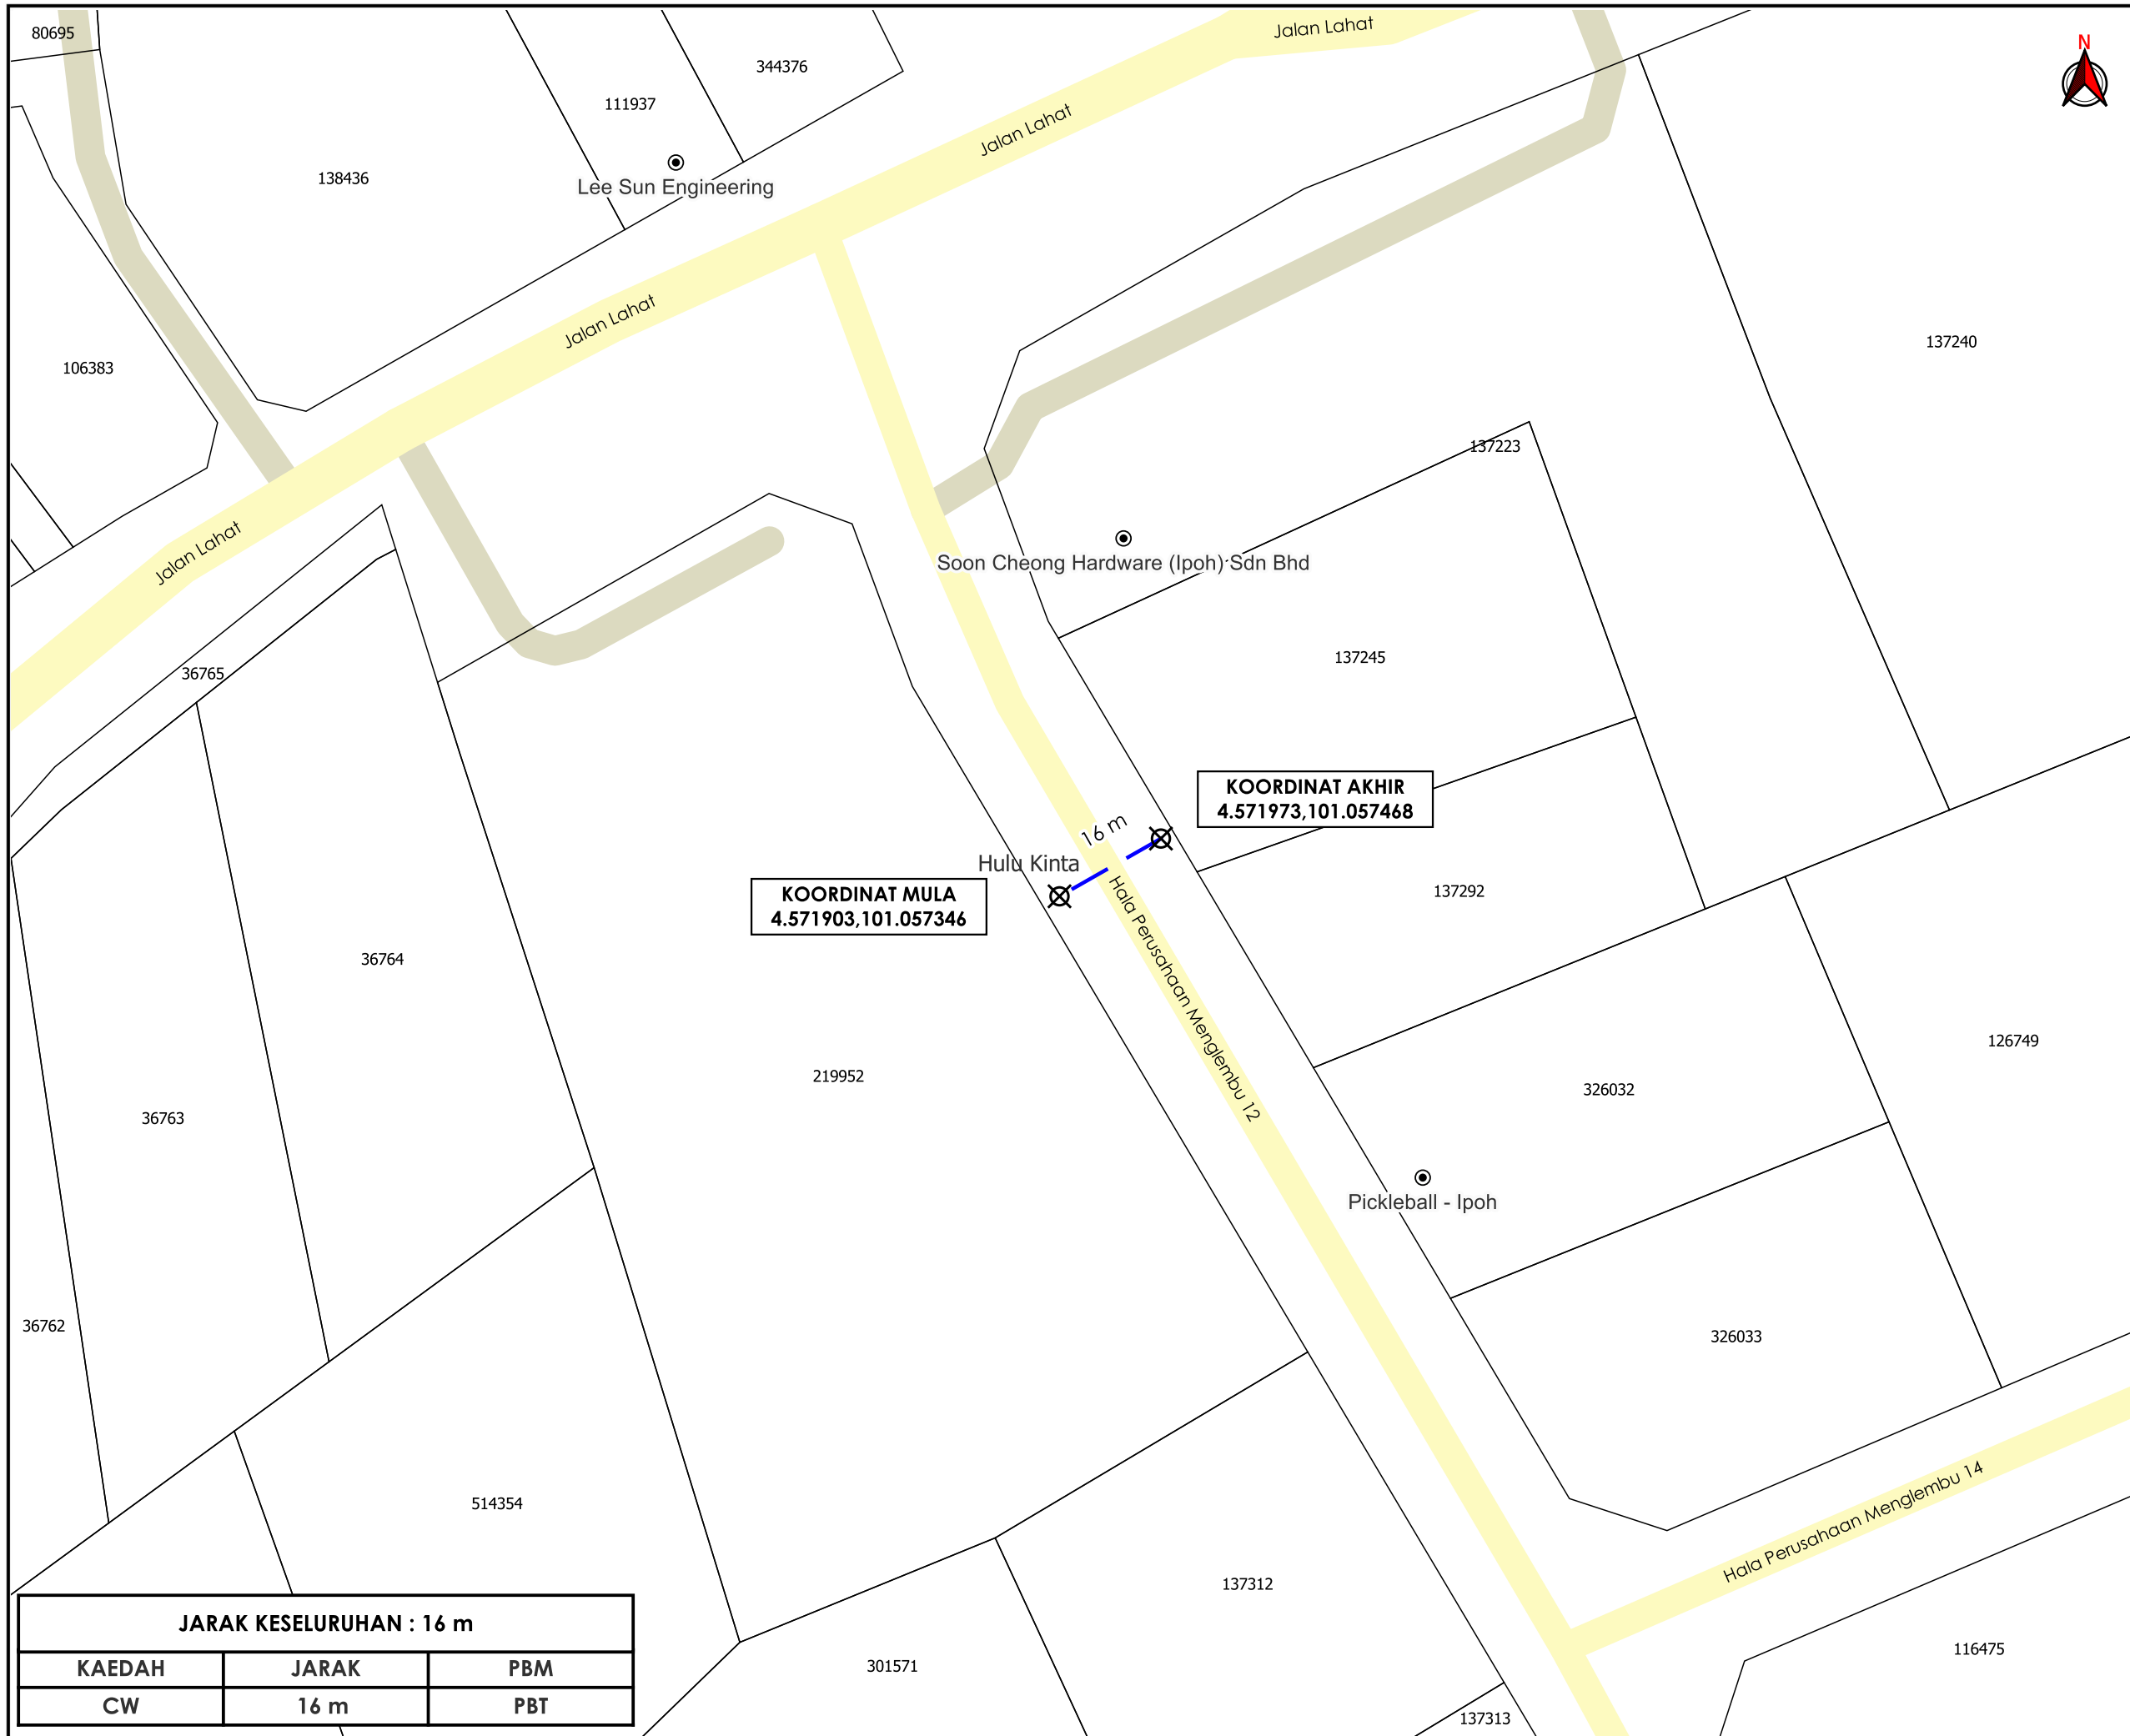 80695
344376
111937
138436
Lee Sun Engineering
Jalan Lahat
Jalan Lahat
N
Jalan Lahat
106383
137240
137223
Jalan Lahat
Soon Cheong Hardware (Ipoh) Sdn Bhd
137245
36765
KOORDINAT AKHIR
4.571973,101.057468
16 m
Hulu Kinta
KOORDINAT MULA
4.571903,101.057346
137292
36764
Hala Perusahaan Menglembu 12
126749
219952
326032
36763
Pickleball - Ipoh
36762
326033
514354
Hala Perusahaan Menglembu 14
137312
116475
301571
137313
JARAK KESELURUHAN : 16 m
KAEDAH JARAK PBM
CW 16 m PBT